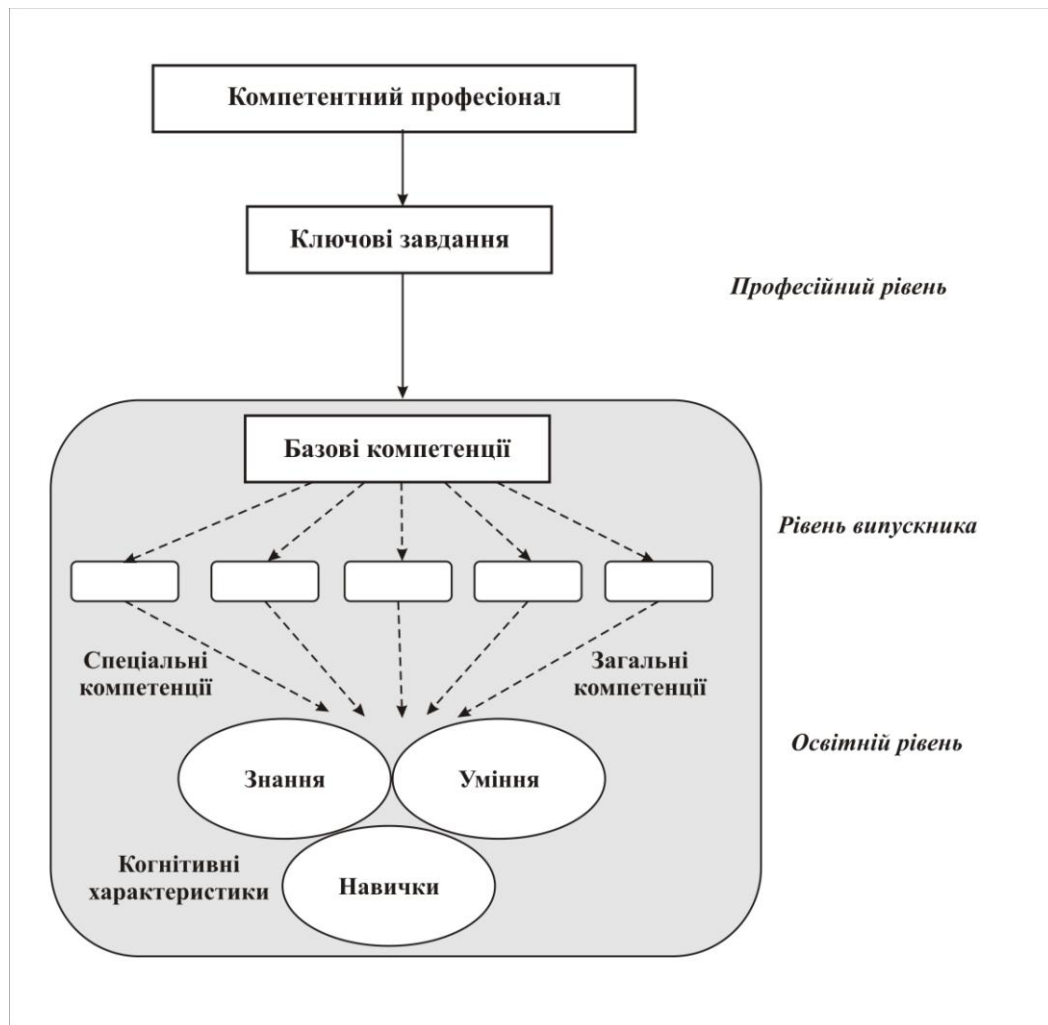 Компетентний професіонал
Ключові завдання
Професійний рівень
Базові компетенції
Рівень випускника
Спеціальні
компетенції
Загальні
компетенції
Освітній рівень
Знання
Уміння
Когнітивні
характеристики
Навички